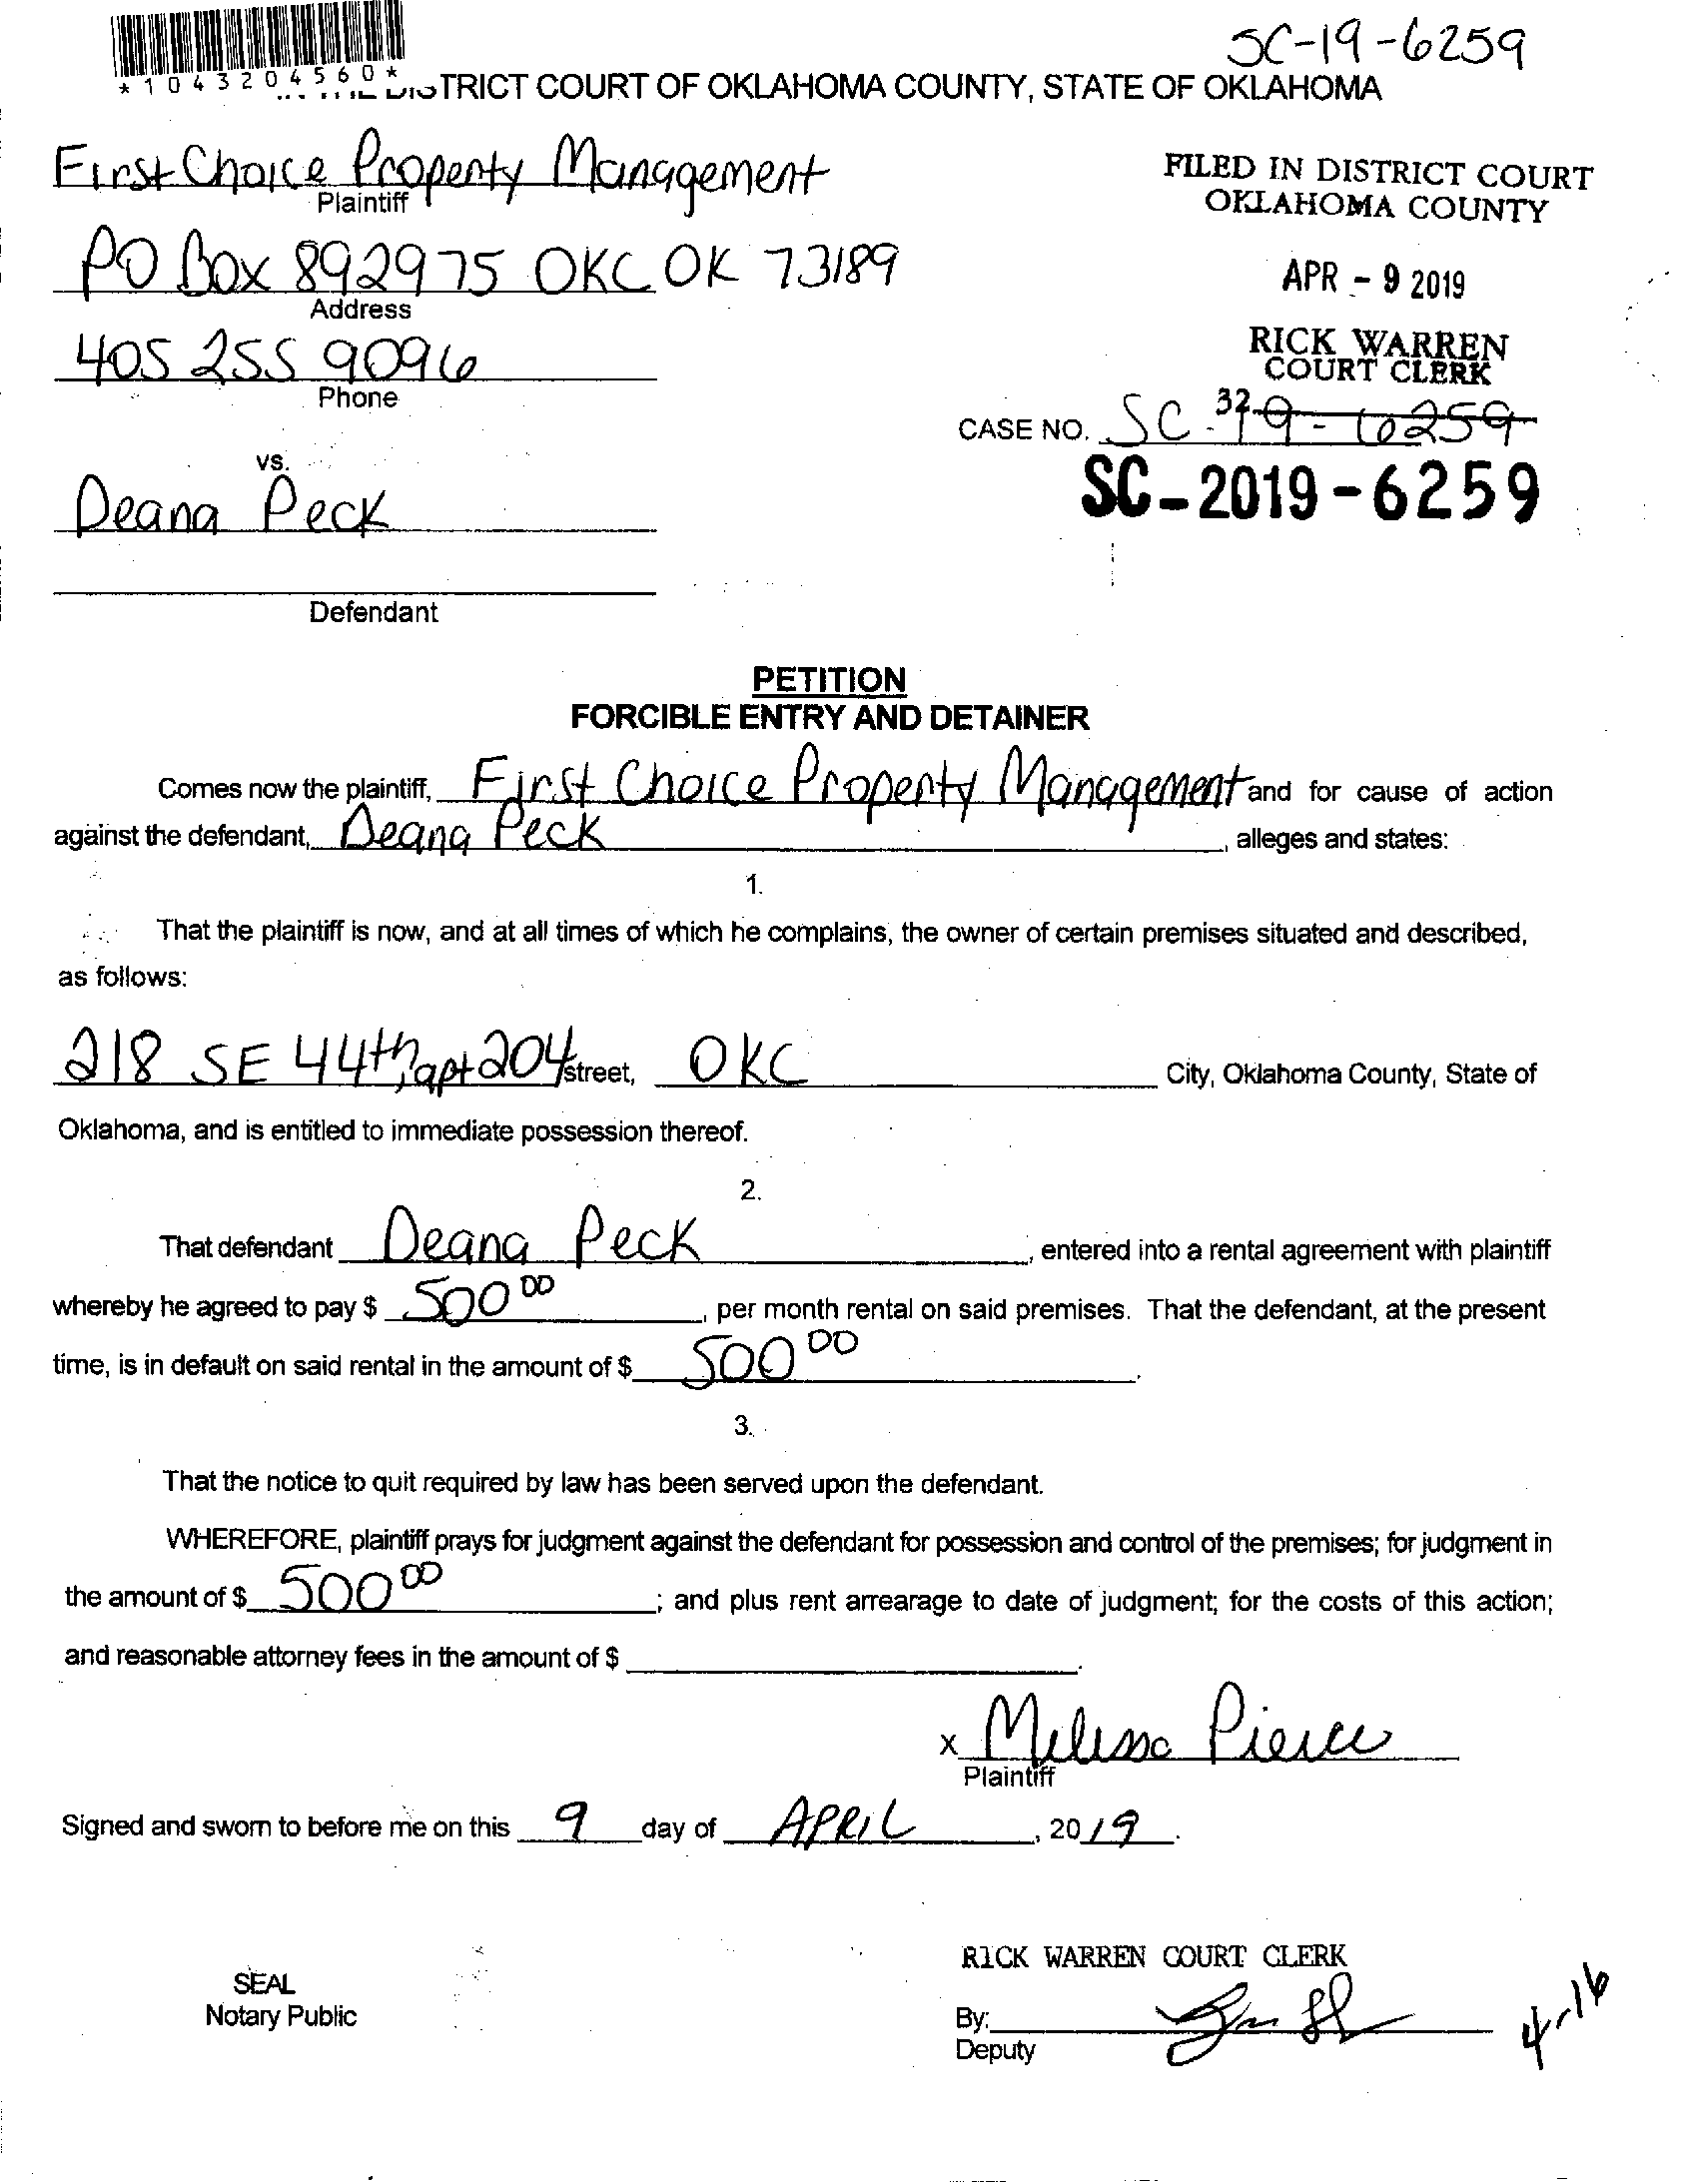 SC-19-6259
*1043204560*
DISTRICT COURT OF OKLAHOMA COUNTY, STATE OF OKLAHOMA
First Choice Property Management
Plaintiff
FILED IN DISTRICT COURT
OKLAHOMA COUNTY
PO Box 892975 OKC OK 73189
Address
APR - 9 2019
405 255 9096
Phone
RICK WARREN
COURT CLERK
32
CASE NO. SC-19-6259
SC-2019-6259
vs.
Deana Peck
Defendant
PETITION
FORCIBLE ENTRY AND DETAINER
Comes now the plaintiff, First Choice Property Management and for cause of action
against the defendant, Deana Peck, alleges and states:
1.
That the plaintiff is now, and at all times of which he complains, the owner of certain premises situated and described,
as follows:
218 SE 44th, apt 204 street, OKC City, Oklahoma County, State of
Oklahoma, and is entitled to immediate possession thereof.
2.
That defendant Deana Peck, entered into a rental agreement with plaintiff
whereby he agreed to pay $ 500 00, per month rental on said premises. That the defendant, at the present
time, is in default on said rental in the amount of $ 500 00.
3.
That the notice to quit required by law has been served upon the defendant.
WHEREFORE, plaintiff prays for judgment against the defendant for possession and control of the premises; for judgment in
the amount of $ 500 00; and plus rent arrearage to date of judgment; for the costs of this action;
and reasonable attorney fees in the amount of $ .
x Melissa Pierce
Plaintiff
Signed and sworn to before me on this 9 day of APRIL, 2019.
RICK WARREN COURT CLERK
SEAL
Notary Public
By:
Deputy
4-16